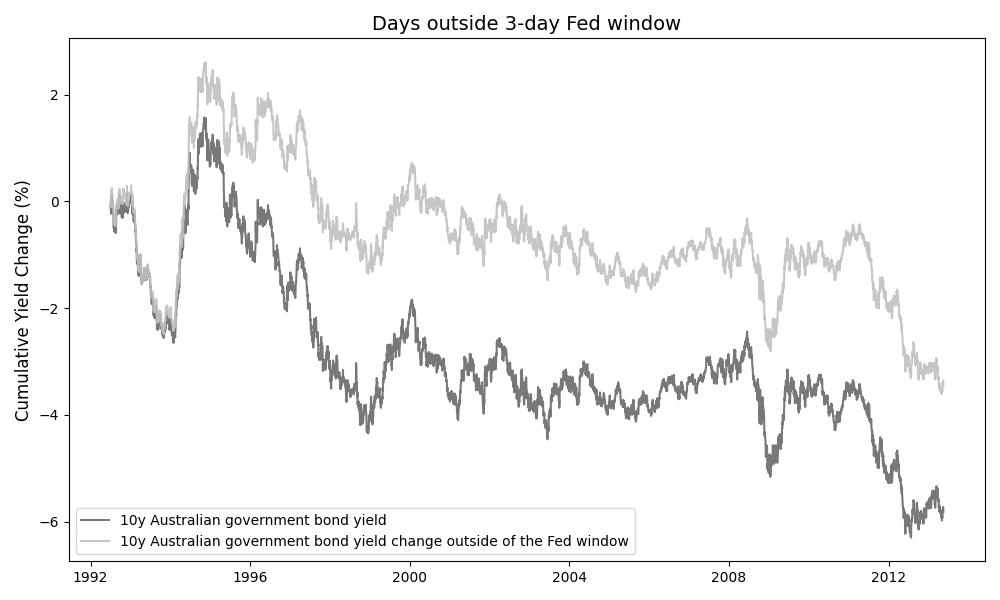 Days outside 3-day Fed window
Cumulative Yield Change (%)
2
0
−2
−4
−6
10y Australian government bond yield
10y Australian government bond yield change outside of the Fed window
1992
1996
2000
2004
2008
2012